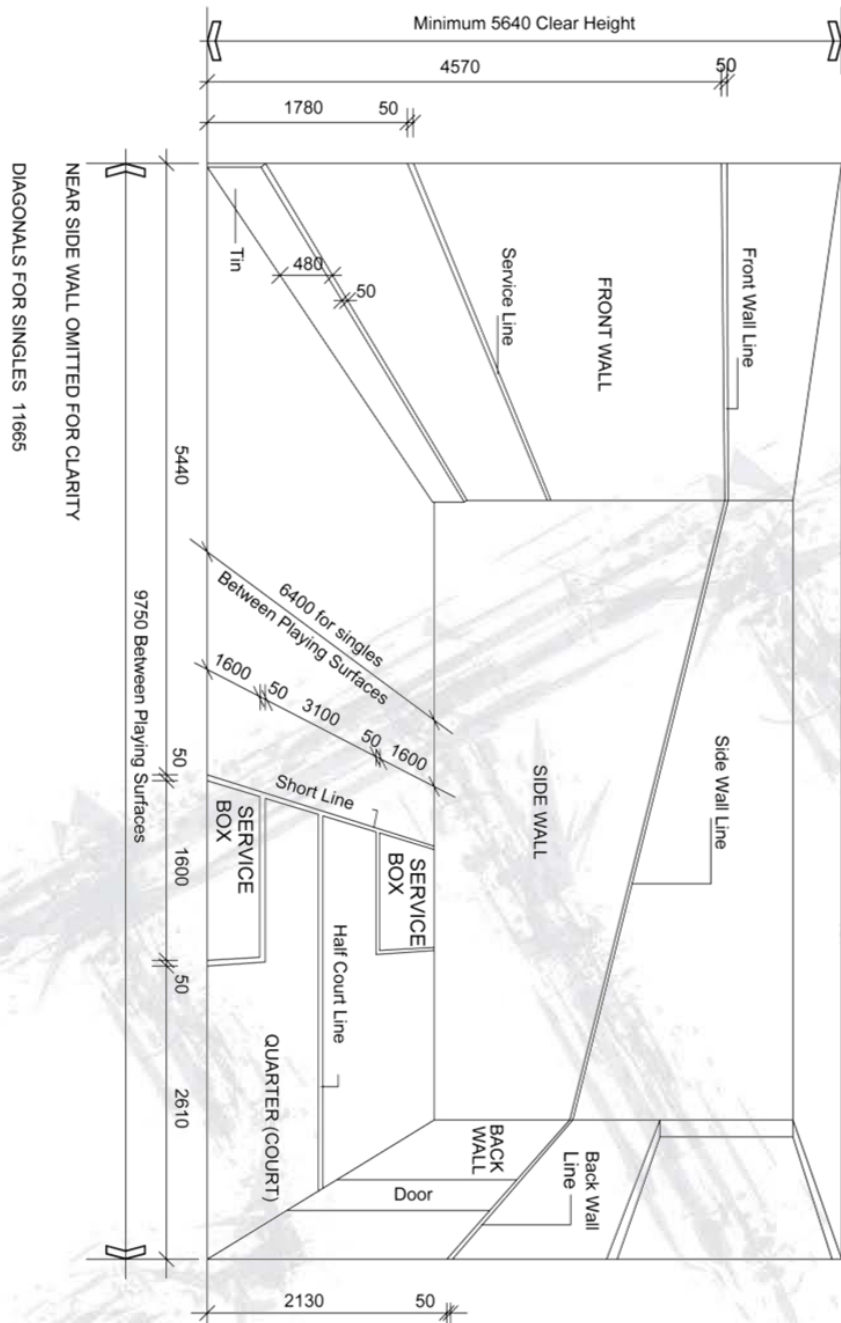 Minimum 5640 Clear Height
4570
50
1780
50
Tin
480
50
Service Line
FRONT WALL
Front Wall Line
NEAR SIDE WALL OMITTED FOR CLARITY
DIAGONALS FOR SINGLES 11665
5440
6400 for singles
Between Playing Surfaces
1600
50
3100
50
1600
9750 Between Playing Surfaces
50
Short Line
SIDE WALL
Side Wall Line
SERVICE
BOX
SERVICE
BOX
1600
Half Court Line
50
QUARTER (COURT)
2610
BACK
WALL
Back Wall
Line
Door
2130
50